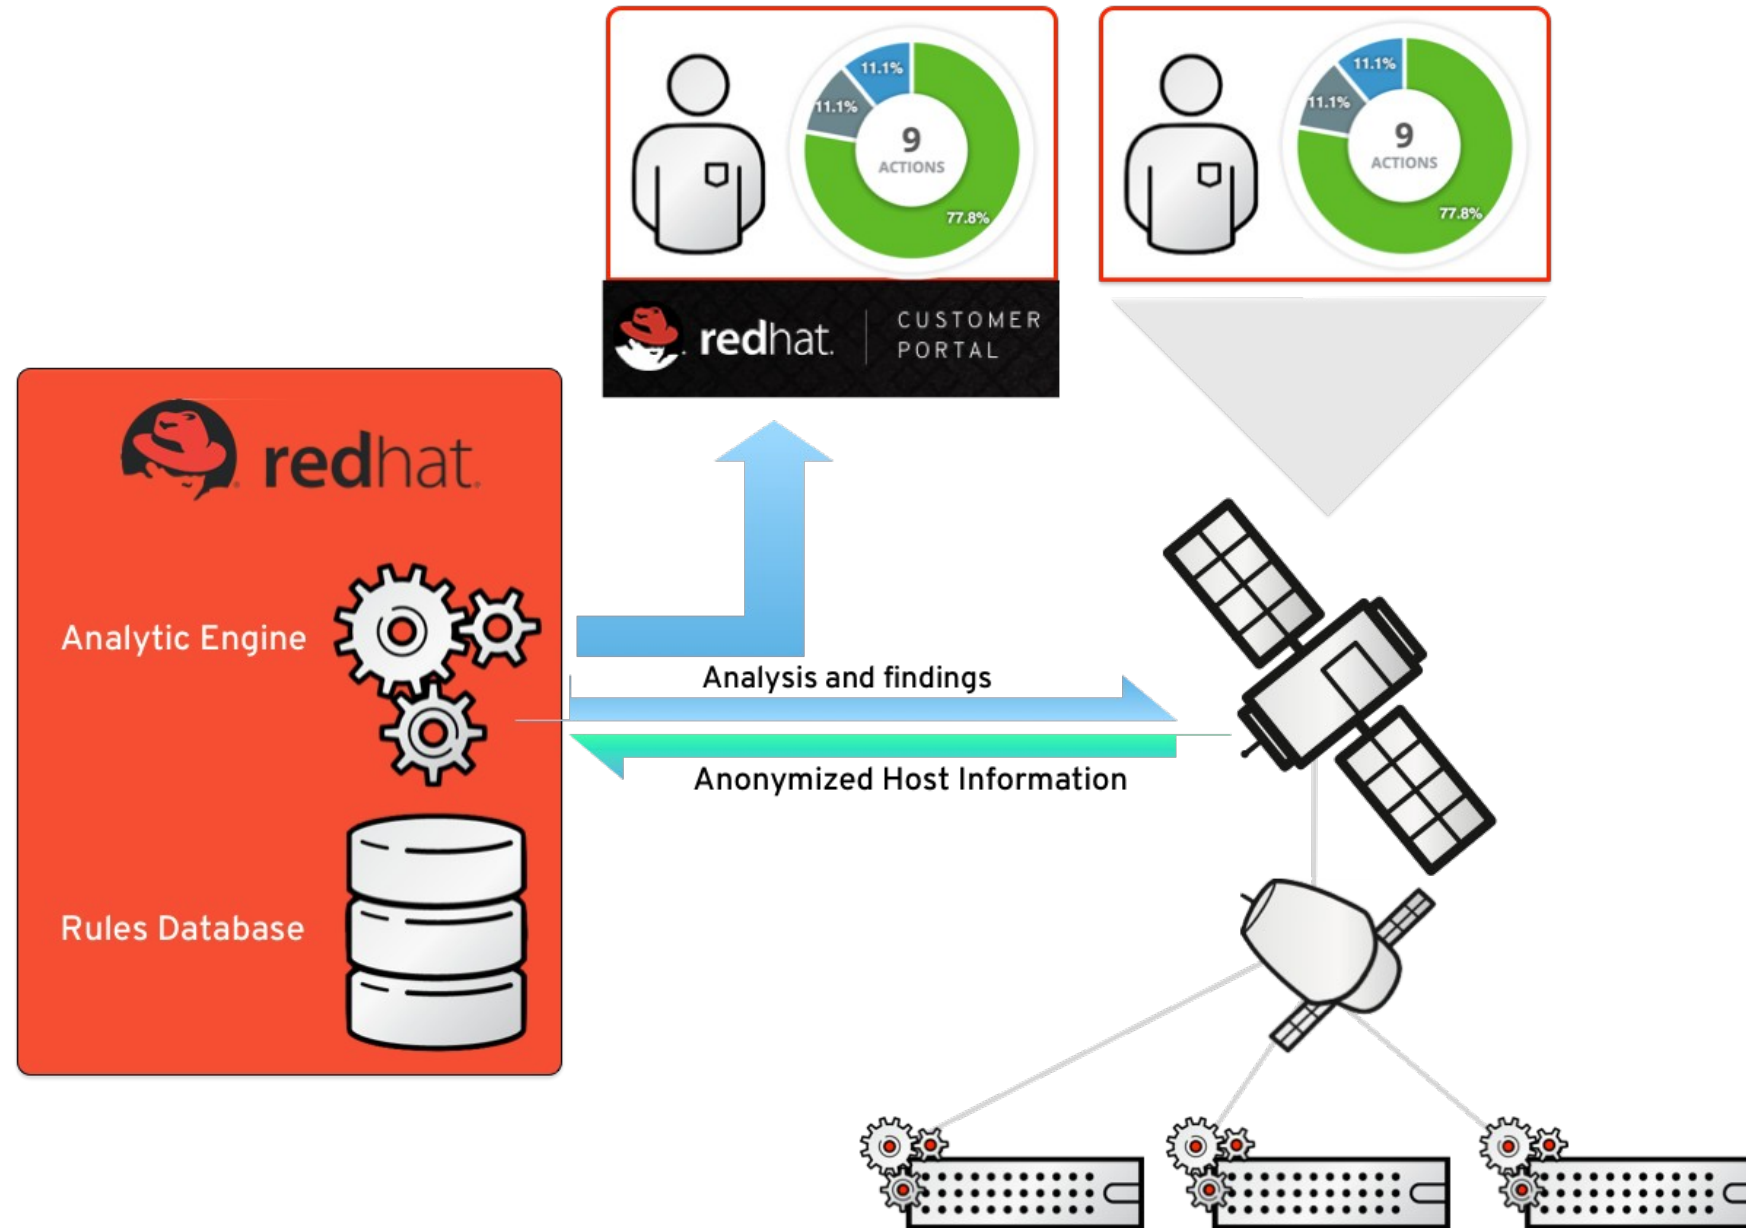 11.1%
11.1%
9
ACTIONS
77.8%
11.1%
11.1%
9
ACTIONS
77.8%
redhat.
CUSTOMER
PORTAL
redhat.
Analytic Engine
Analysis and findings
Anonymized Host Information
Rules Database